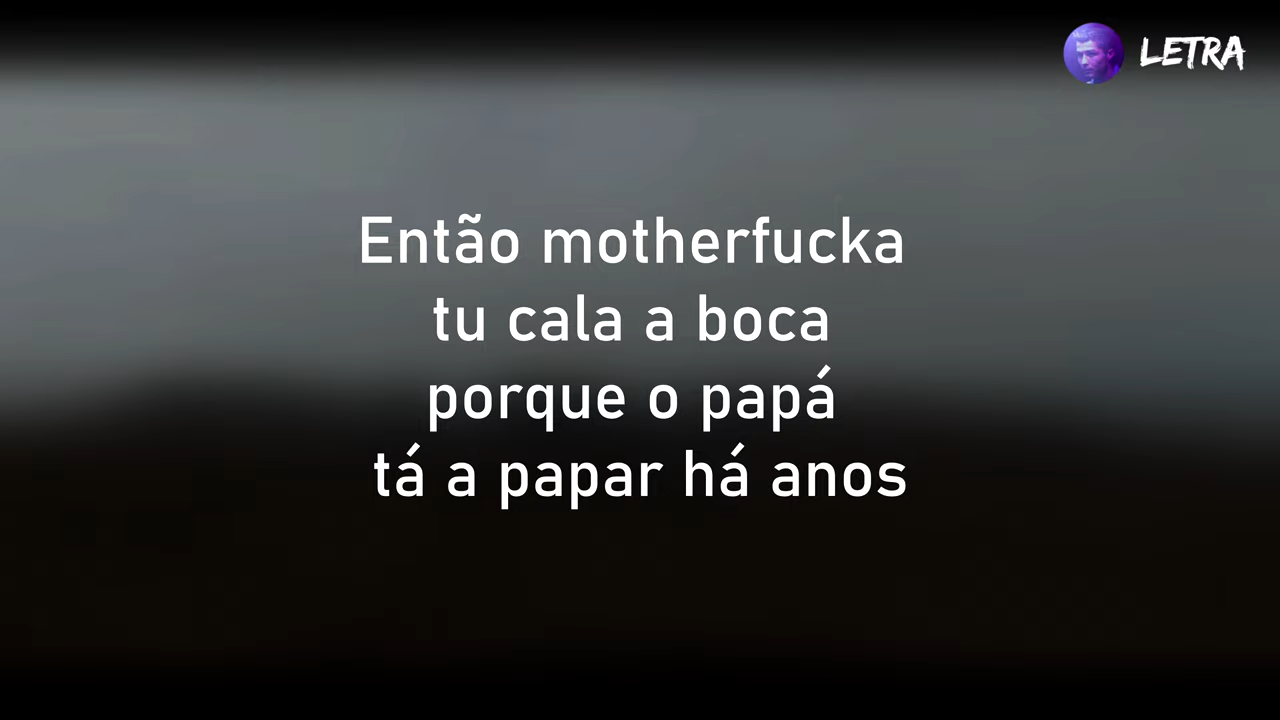 LETRA
Então motherfucka
tu cala a boca
porque o papá
tá a papar há anos